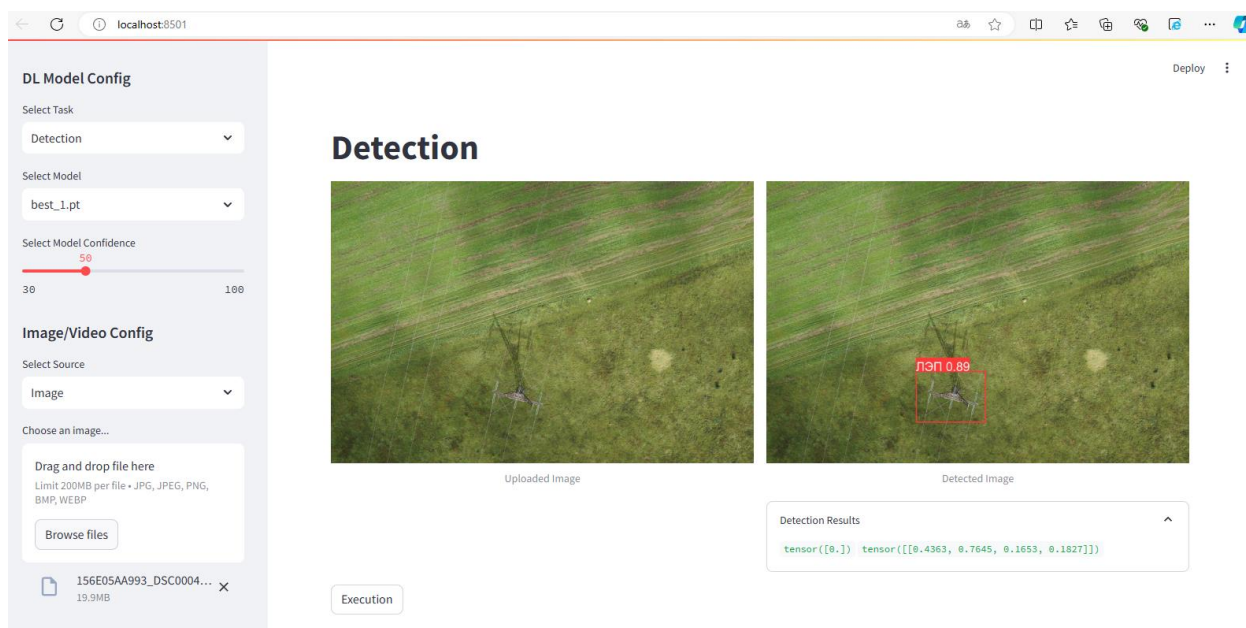 localhost:8501
Deploy
DL Model Config
Select Task
Detection
Select Model
best_1.pt
Select Model Confidence
50
30 100
Image/Video Config
Select Source
Image
Choose an image...
Drag and drop file here
Limit 200MB per file • JPG, JPEG, PNG,
BMP, WEBP
Browse files
156E05AA993_DSC0004...
19.9MB
Detection
ЛЭП 0.89
Uploaded Image
Detected Image
Detection Results
tensor([0.]) tensor([[0.4363, 0.7645, 0.1653, 0.1827]])
Execution